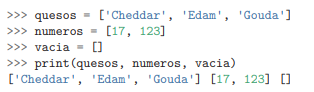 >>> quesos = ['Cheddar', 'Edam', 'Gouda']
>>> numeros = [17, 123]
>>> vacia = []
>>> print(quesos, numeros, vacia)
['Cheddar', 'Edam', 'Gouda'] [17, 123] []